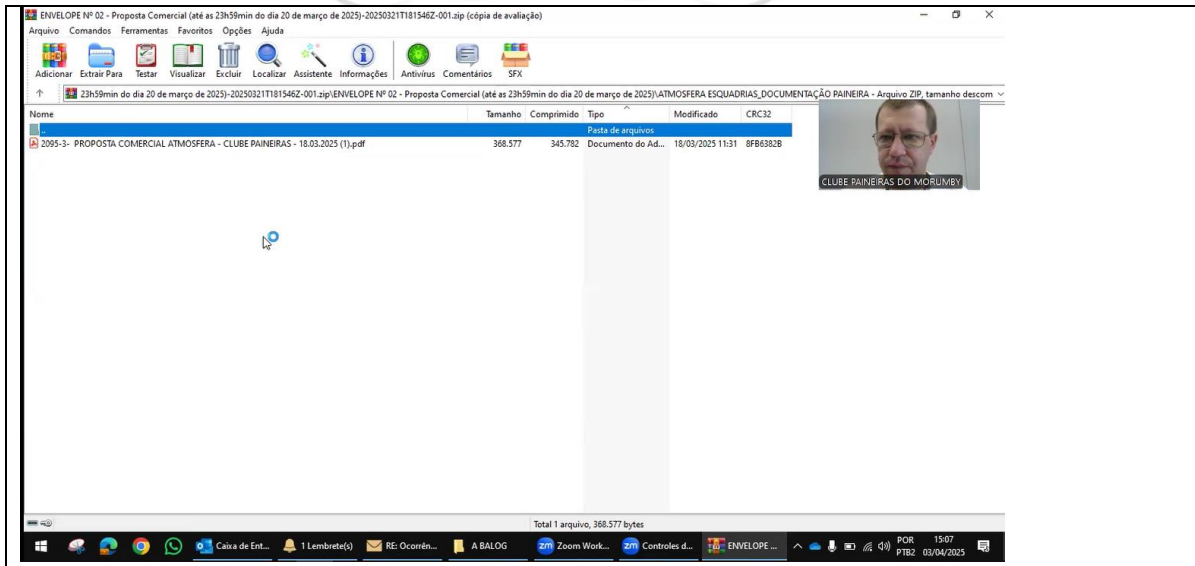 ENVELOPE Nº 02 - Proposta Comercial (até as 23h59min do dia 20 de março de 2025)-20250321T181546Z-001.zip (cópia de avaliação)
Arquivo Comandos Ferramentas Favoritos Opções Ajuda
Adicionar Extrair Para Testar Visualizar Excluir Localizar Assistente Informações Antivírus Comentários SFX
23h59min do dia 20 de março de 2025)-20250321T181546Z-001.zip\ENVELOPE Nº 02 - Proposta Comercial (até as 23h59min do dia 20 de março de 2025)\ATMOSFERA ESQUADRIAS_DOCUMENTAÇÃO PAINEIRA - Arquivo ZIP, tamanho descom
Nome Tamanho Comprimido Tipo Modificado CRC32
.. Pasta de arquivos
2095-3- PROPOSTA COMERCIAL ATMOSFERA - CLUBE PAINEIRAS - 18.03.2025 (1).pdf 368.577 345.782 Documento do Ad... 18/03/2025 11:31 8FB6382B
CLUBE PAINEIRAS DO MORUMBY
Total 1 arquivo, 368.577 bytes
Caixa de Ent... 1 Lembrete(s) RE: Ocorrên... A BALOG zm Zoom Work... zm Controles d... ENVELOPE ... POR 15:07
PTB2 03/04/2025